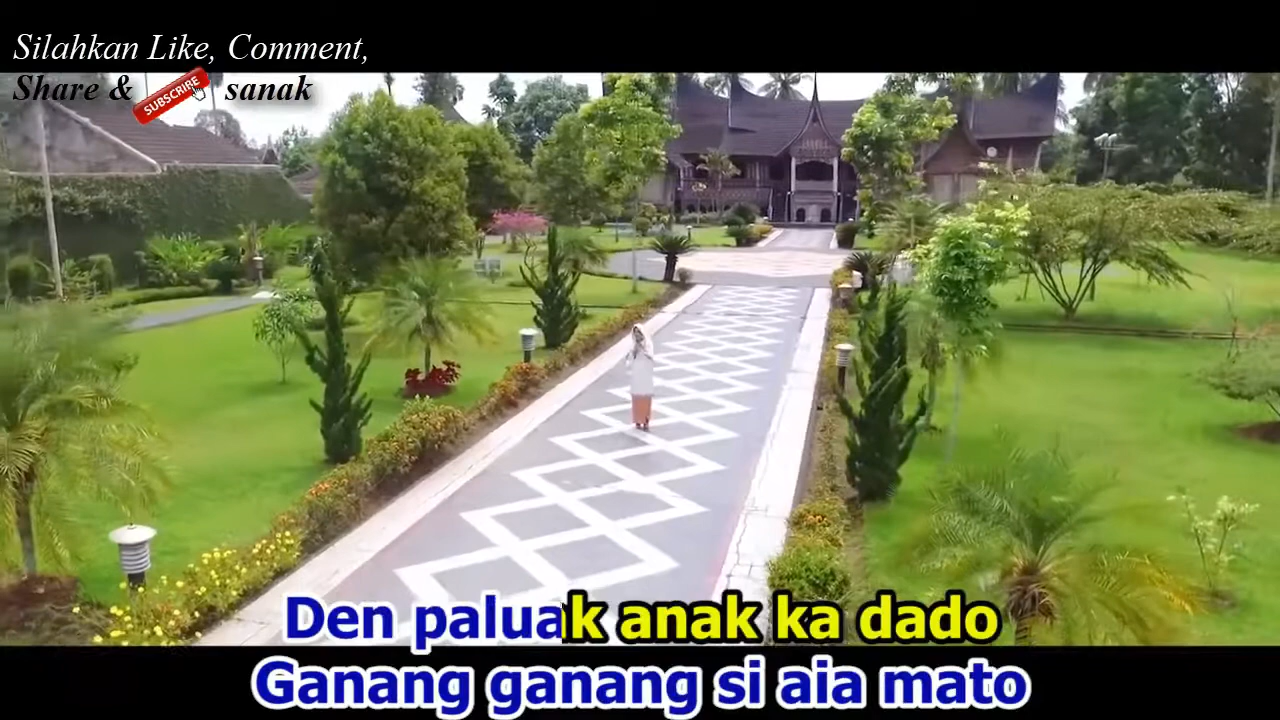 Silahkan Like, Comment,
Share & SUBSCRIBE sanak
Den paluak anak ka dado
Ganang ganang si aia mato